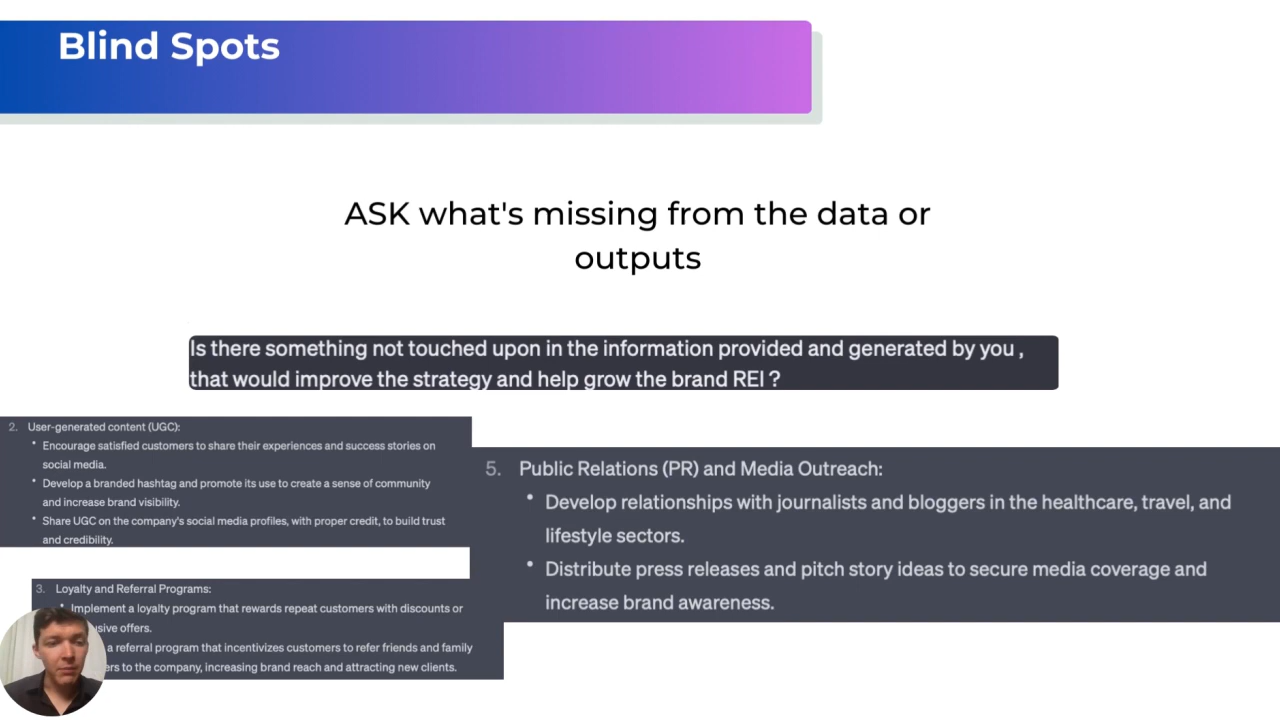 Blind Spots
ASK what's missing from the data or
outputs
Is there something not touched upon in the information provided and generated by you ,
that would improve the strategy and help grow the brand REI ?
2. User-generated content (UGC):
• Encourage satisfied customers to share their experiences and success stories on
social media.
• Develop a branded hashtag and promote its use to create a sense of community
and increase brand visibility.
• Share UGC on the company's social media profiles, with proper credit, to build trust
and credibility.
3. Loyalty and Referral Programs:
• Implement a loyalty program that rewards repeat customers with discounts or
offers.
a referral program that incentivizes customers to refer friends and family
to the company, increasing brand reach and attracting new clients.
5. Public Relations (PR) and Media Outreach:
• Develop relationships with journalists and bloggers in the healthcare, travel, and
lifestyle sectors.
• Distribute press releases and pitch story ideas to secure media coverage and
increase brand awareness.